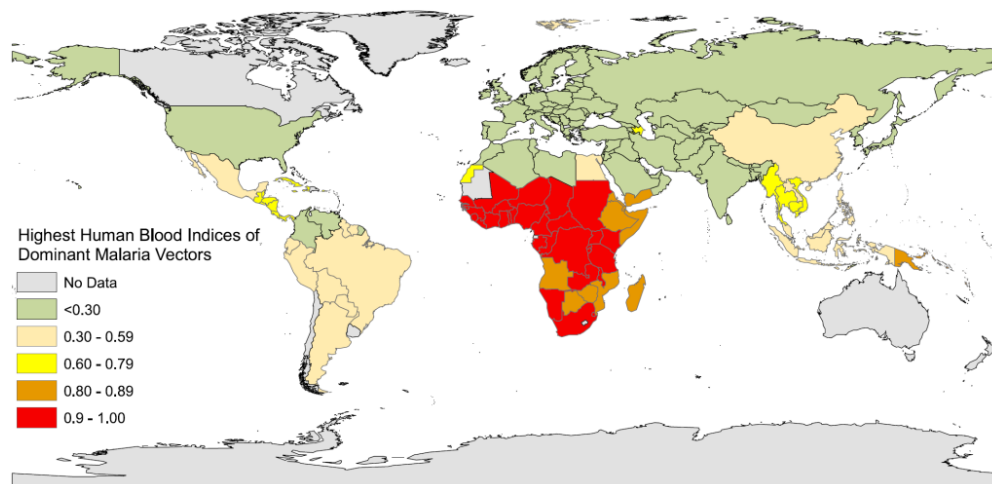 Highest Human Blood Indices of
Dominant Malaria Vectors
No Data
<0.30
0.30 - 0.59
0.60 - 0.79
0.80 - 0.89
0.9 - 1.00